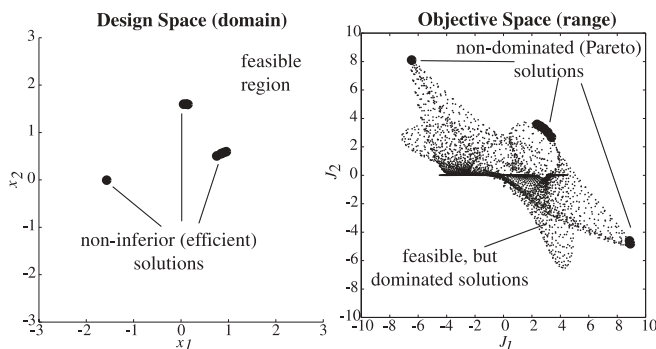 Design Space (domain)
3
2
1
0
-1
-2
-3
x2
feasible
region
non-inferior (efficient)
solutions
-3
-2
-1
0
1
2
3
x1
Objective Space (range)
10
8
6
4
2
0
-2
-4
-6
-8
-10
J2
non-dominated (Pareto)
solutions
feasible, but
dominated solutions
-10
-8
-6
-4
-2
0
2
4
6
8
10
J1